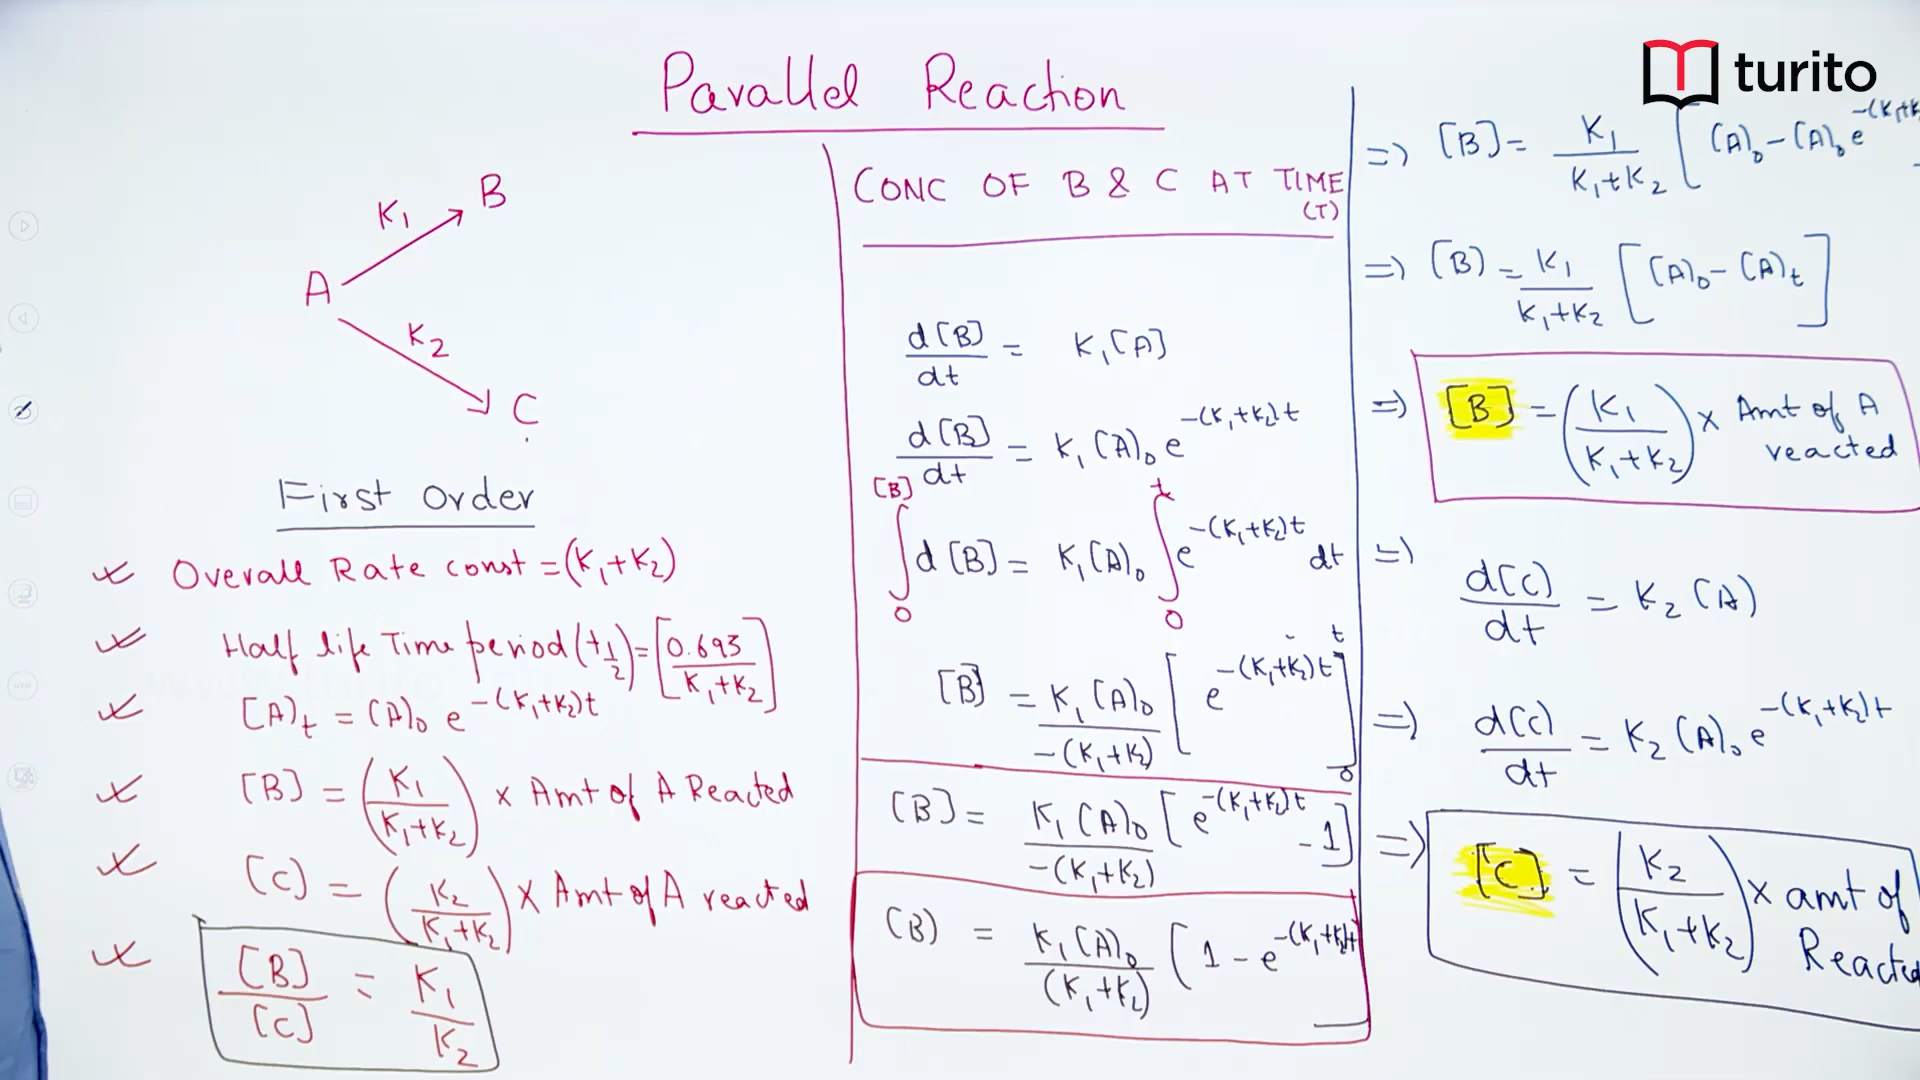 turito
Parallel Reaction
K₁
B
A
K₂
C
First Order
Overall Rate const = (K₁+K₂)
Half life Time period (t½) = [0.693 / K₁+K₂]
[A]t = (A)₀ e^-(K₁+K₂)t
[B] = (K₁ / K₁+K₂) × Amt of A Reacted
[C] = (K₂ / K₁+K₂) × Amt of A reacted
[B] / [C] = K₁ / K₂
CONC OF B & C AT TIME
(T)
d[B] / dt = K₁[A]
d[B] / dt = K₁(A)₀ e^-(K₁+K₂)t
∫₀^[B] d[B] = K₁(A)₀ ∫₀^t e^-(K₁+K₂)t dt
[B] = K₁(A)₀ / -(K₁+K₂) [e^-(K₁+K₂)t]₀^t
[B] = K₁(A)₀ / -(K₁+K₂) [e^-(K₁+K₂)t - 1]
(B) = K₁(A)₀ / (K₁+K₂) (1 - e^-(K₁+K₂)t
=> [B] = K₁ / K₁+K₂ [(A)₀ - (A)₀ e^-(K₁+K
=> (B) = K₁ / K₁+K₂ [(A)₀ - (A)t]
=> [B] = (K₁ / K₁+K₂) × Amt of A
reacted
=> d(C) / dt = K₂(A)
=> d(C) / dt = K₂(A)₀ e^-(K₁+K₂)t
=> [C] = (K₂ / K₁+K₂) × amt of
Reacted